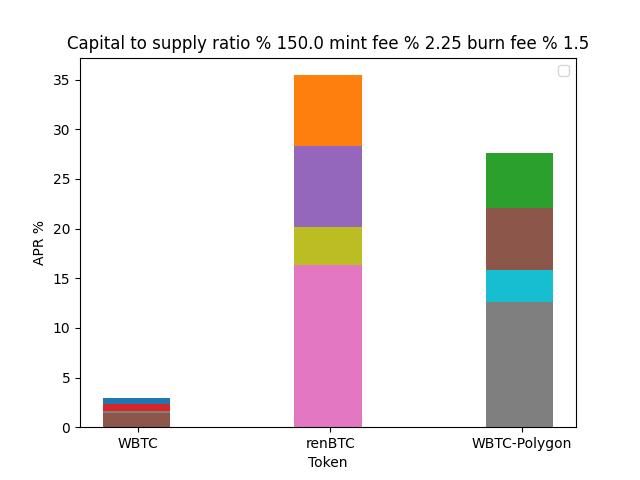 Capital to supply ratio % 150.0 mint fee % 2.25 burn fee % 1.5
35
30
25
20
15
10
5
0
APR %
WBTC renBTC WBTC-Polygon
Token